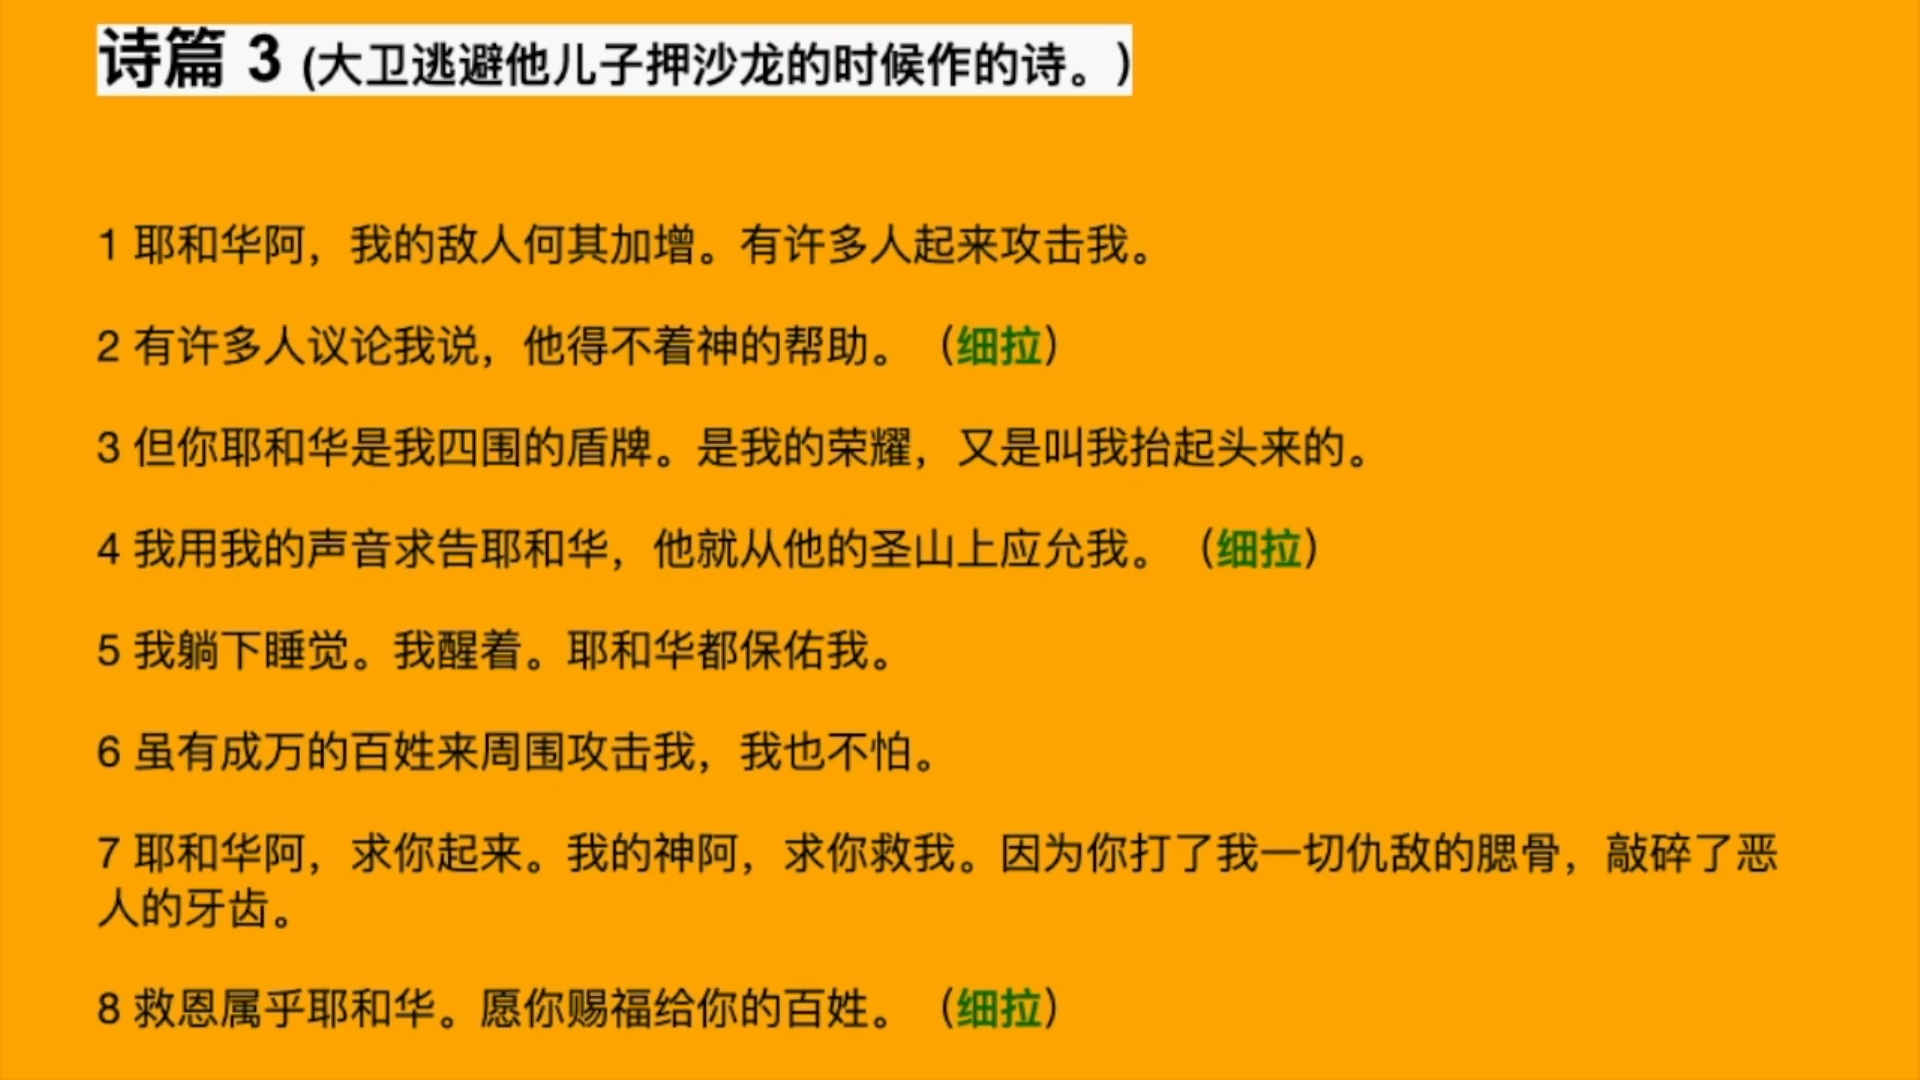 诗篇 3 (大卫逃避他儿子押沙龙的时候作的诗。)
1 耶和华阿，我的敌人何其加增。有许多人起来攻击我。
2 有许多人议论我说，他得不着神的帮助。（细拉）
3 但你耶和华是我四围的盾牌。是我的荣耀，又是叫我抬起头来的。
4 我用我的声音求告耶和华，他就从他的圣山上应允我。（细拉）
5 我躺下睡觉。我醒着。耶和华都保佑我。
6 虽有成万的百姓来周围攻击我，我也不怕。
7 耶和华阿，求你起来。我的神阿，求你救我。因为你打了我一切仇敌的腮骨，敲碎了恶
人的牙齿。
8 救恩属乎耶和华。愿你赐福给你的百姓。（细拉）